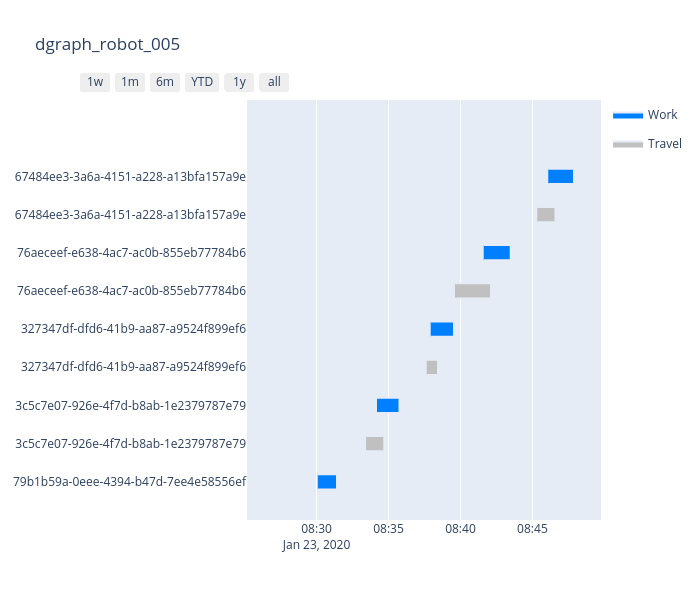 dgraph_robot_005
1w 1m 6m YTD 1y all
Work
Travel
67484ee3-3a6a-4151-a228-a13bfa157a9e
67484ee3-3a6a-4151-a228-a13bfa157a9e
76aeceef-e638-4ac7-ac0b-855eb77784b6
76aeceef-e638-4ac7-ac0b-855eb77784b6
327347df-dfd6-41b9-aa87-a9524f899ef6
327347df-dfd6-41b9-aa87-a9524f899ef6
3c5c7e07-926e-4f7d-b8ab-1e2379787e79
3c5c7e07-926e-4f7d-b8ab-1e2379787e79
79b1b59a-0eee-4394-b47d-7ee4e58556ef
08:30 08:35 08:40 08:45
Jan 23, 2020